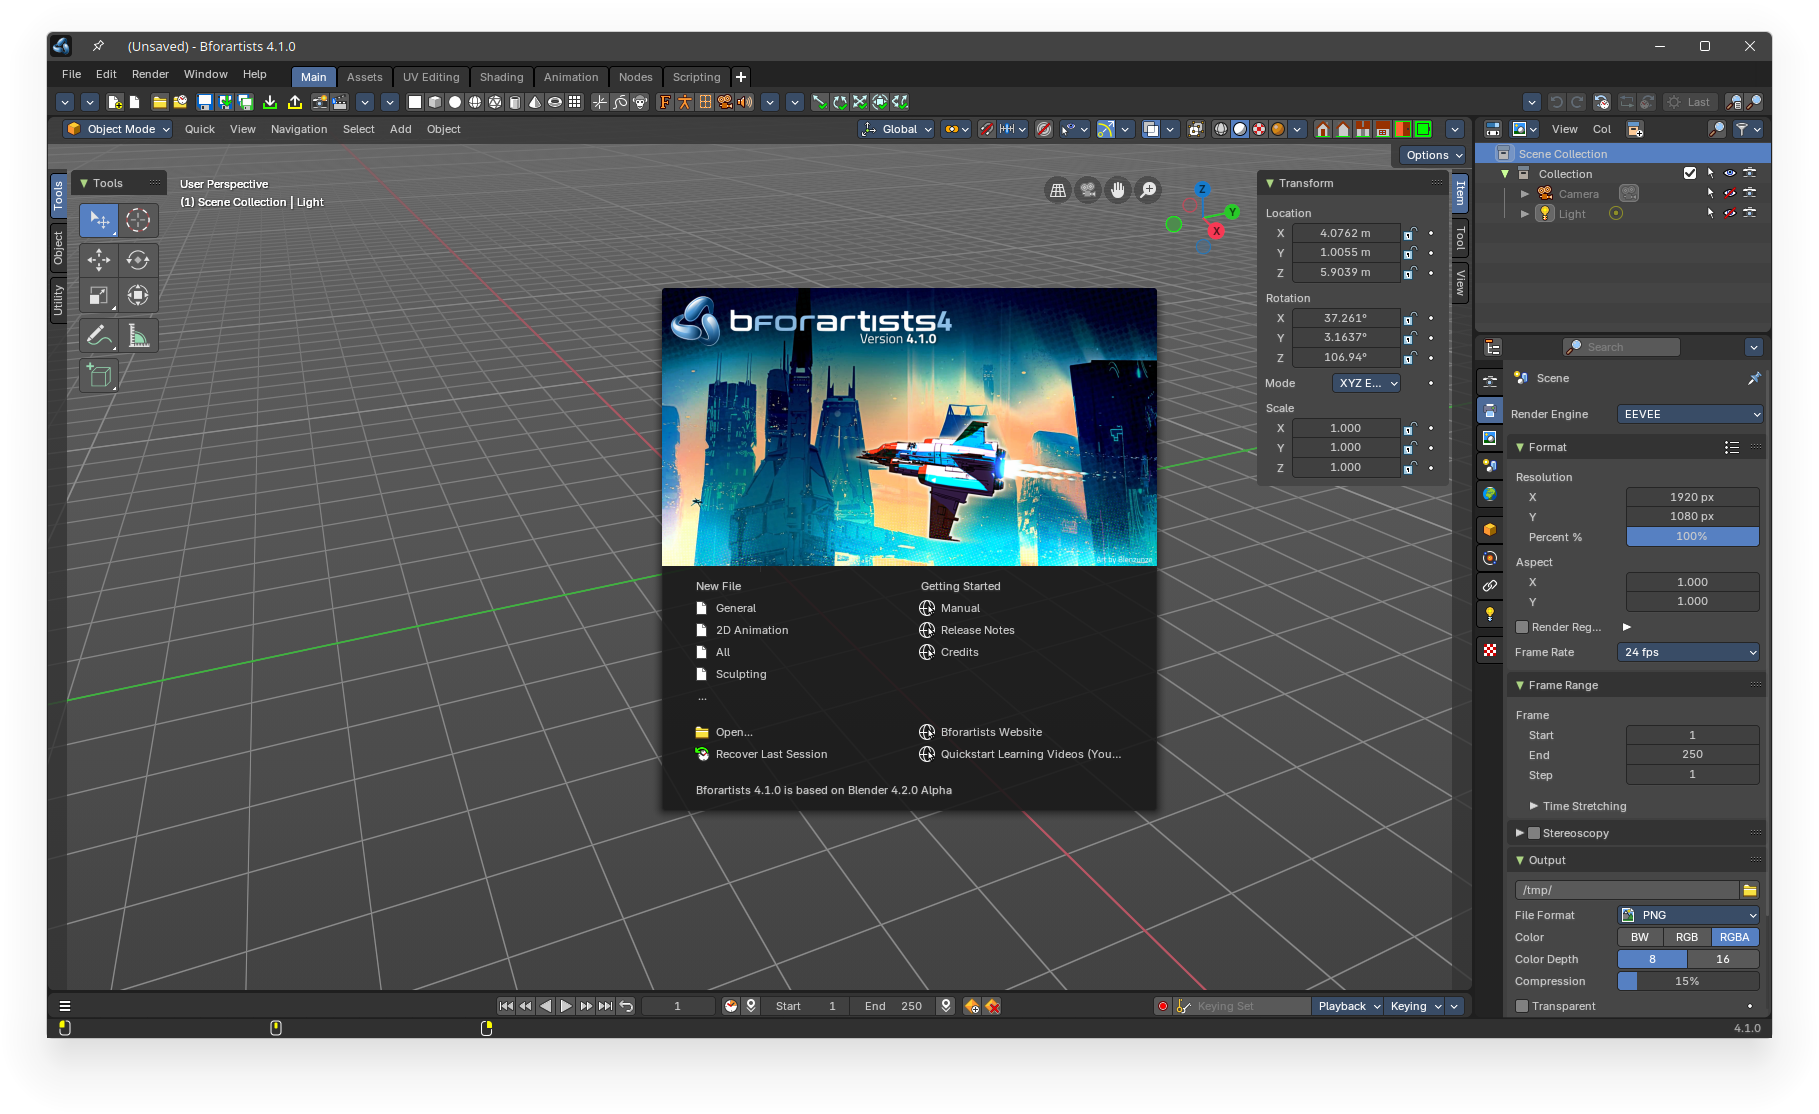 (Unsaved) - Bforartists 4.1.0
File Edit Render Window Help Main Assets UV Editing Shading Animation Nodes Scripting
Last
Object Mode Quick View Navigation Select Add Object Global View Col
Options
Scene Collection
Collection
Camera
Light
Tools
Object
Utility
Tools
User Perspective
(1) Scene Collection | Light
Z
Y
X
Transform
Location
X 4.0762 m
Y 1.0055 m
Z 5.9039 m
Rotation
X 37.261°
Y 3.1637°
Z 106.94°
Mode XYZ E...
Scale
X 1.000
Y 1.000
Z 1.000
Item
Tool
View
bforartists4
Version 4.1.0
Art by Blenzunze
New File
General
2D Animation
All
Sculpting
...
Open...
Recover Last Session
Getting Started
Manual
Release Notes
Credits
Bforartists Website
Quickstart Learning Videos (You...
Bforartists 4.1.0 is based on Blender 4.2.0 Alpha
Search
Scene
Render Engine EEVEE
Format
Resolution
X 1920 px
Y 1080 px
Percent % 100%
Aspect
X 1.000
Y 1.000
Render Reg...
Frame Rate 24 fps
Frame Range
Frame
Start 1
End 250
Step 1
Time Stretching
Stereoscopy
Output
/tmp/
File Format PNG
Color BW RGB RGBA
Color Depth 8 16
Compression 15%
Transparent
1 Start 1 End 250 Keying Set Playback Keying
4.1.0